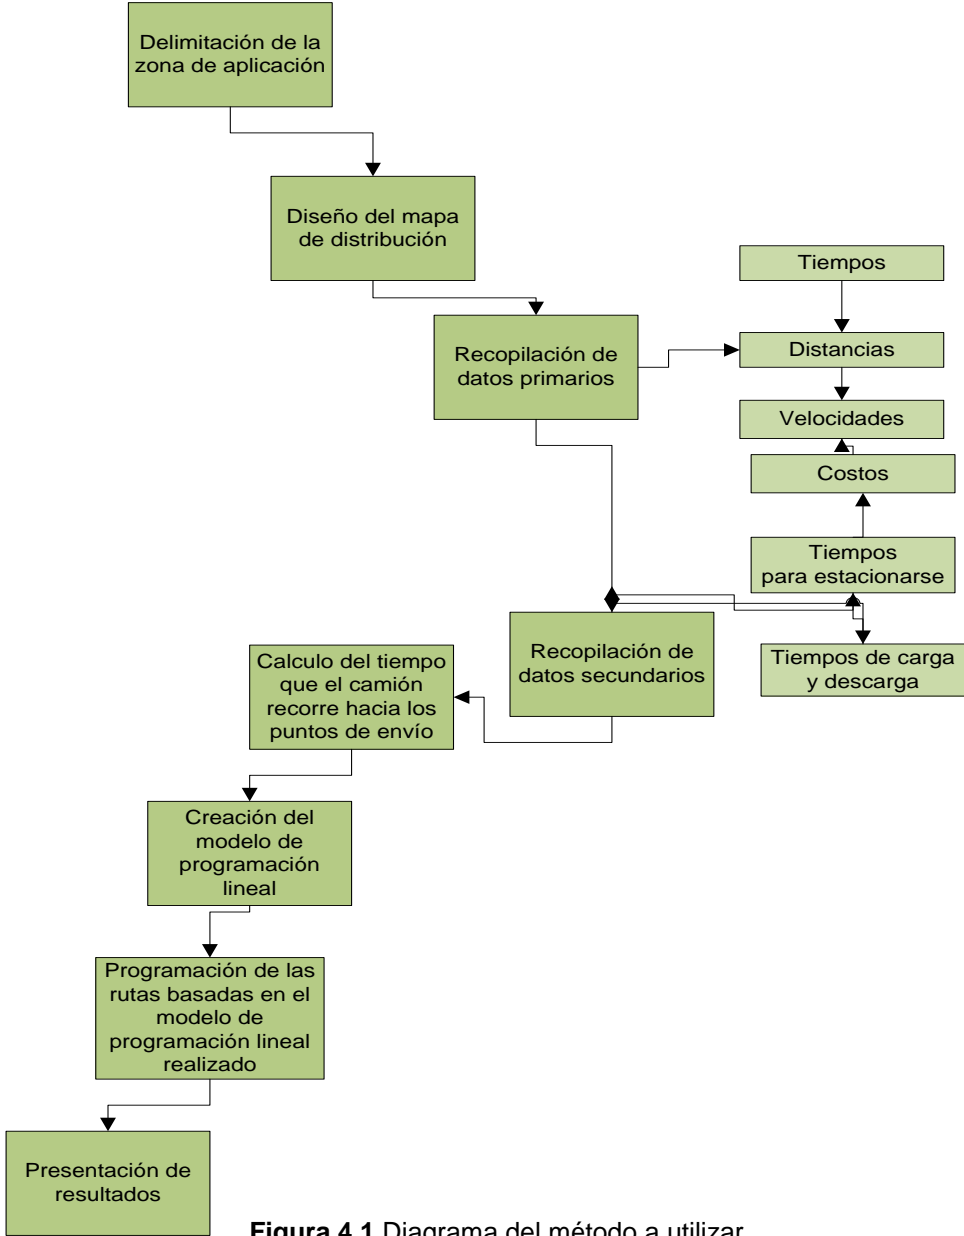 Delimitación de la
zona de aplicación
Diseño del mapa
de distribución
Recopilación de
datos primarios
Tiempos
Distancias
Velocidades
Costos
Tiempos
para estacionarse
Tiempos de carga
y descarga
Recopilación de
datos secundarios
Calculo del tiempo
que el camión
recorre hacia los
puntos de envío
Creación del
modelo de
programación
lineal
Programación de las
rutas basadas en el
modelo de
programación lineal
realizado
Presentación de
resultados
Figura 4.1 Diagrama del método a utilizar